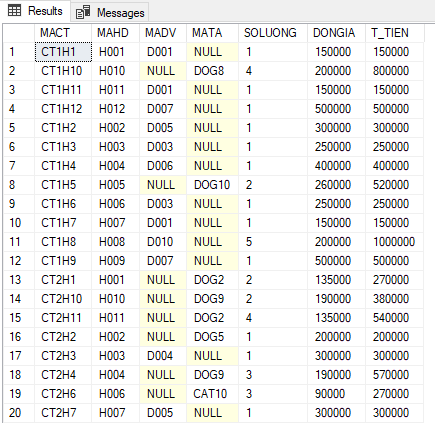 Results Messages
MACT MAHD MADV MATA SOLUONG DONGIA T_TIEN
1 CT1H1 H001 D001 NULL 1 150000 150000
2 CT1H10 H010 NULL DOG8 4 200000 800000
3 CT1H11 H011 D001 NULL 1 150000 150000
4 CT1H12 H012 D007 NULL 1 500000 500000
5 CT1H2 H002 D005 NULL 1 300000 300000
6 CT1H3 H003 D003 NULL 1 250000 250000
7 CT1H4 H004 D006 NULL 1 400000 400000
8 CT1H5 H005 NULL DOG10 2 260000 520000
9 CT1H6 H006 D003 NULL 1 250000 250000
10 CT1H7 H007 D001 NULL 1 150000 150000
11 CT1H8 H008 D010 NULL 5 200000 1000000
12 CT1H9 H009 D007 NULL 1 500000 500000
13 CT2H1 H001 NULL DOG2 2 135000 270000
14 CT2H10 H010 NULL DOG9 2 190000 380000
15 CT2H11 H011 NULL DOG2 4 135000 540000
16 CT2H2 H002 NULL DOG5 1 200000 200000
17 CT2H3 H003 D004 NULL 1 300000 300000
18 CT2H4 H004 NULL DOG9 3 190000 570000
19 CT2H6 H006 NULL CAT10 3 90000 270000
20 CT2H7 H007 D005 NULL 1 300000 300000